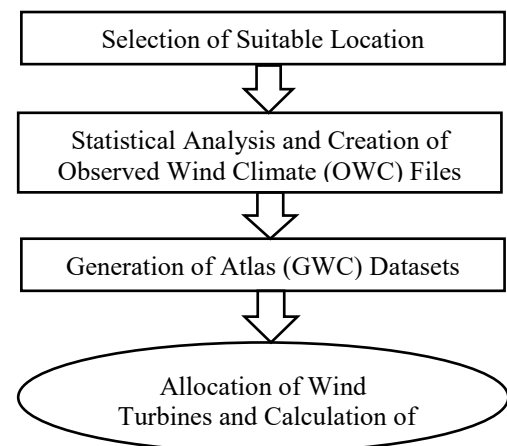 Selection of Suitable Location
Statistical Analysis and Creation of
Observed Wind Climate (OWC) Files
Generation of Atlas (GWC) Datasets
Allocation of Wind
Turbines and Calculation of